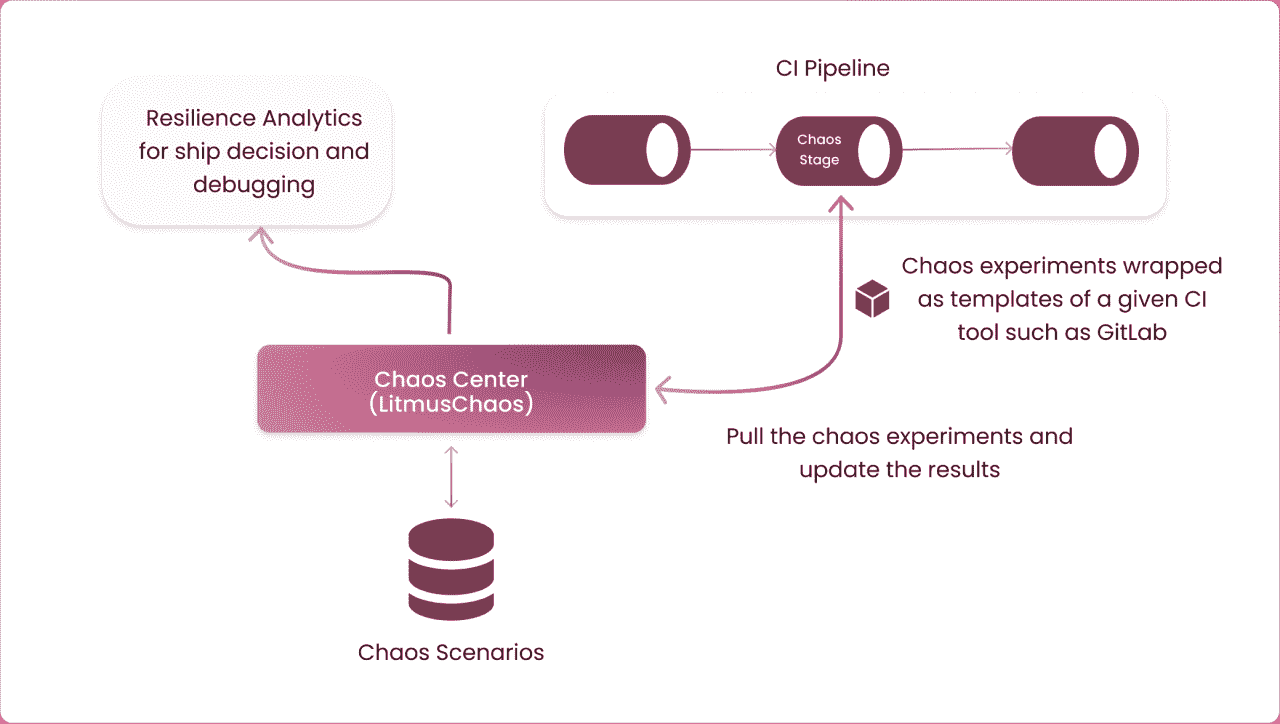 CI Pipeline
Resilience Analytics
for ship decision and
debugging
Chaos
Stage
Chaos experiments wrapped
as templates of a given CI
tool such as GitLab
Chaos Center
(LitmusChaos)
Pull the chaos experiments and
update the results
Chaos Scenarios